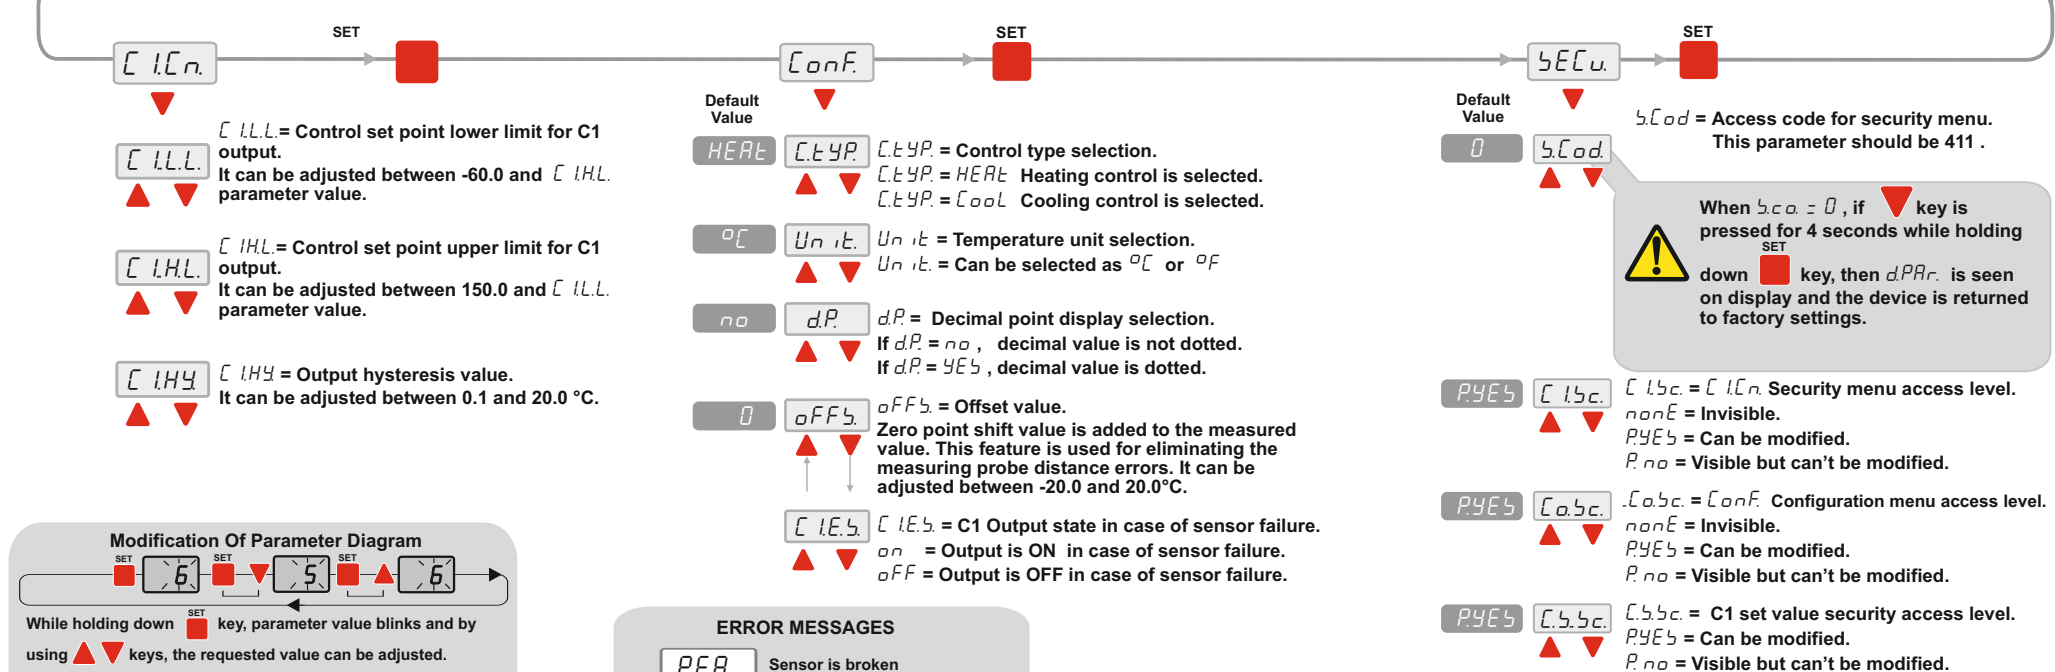 SET
C1.Cn.
C1.L.L.= Control set point lower limit for C1
output.
C1.L.L.
It can be adjusted between -60.0 and C1.H.L.
parameter value.
C1.H.L.= Control set point upper limit for C1
output.
C1.H.L.
It can be adjusted between 150.0 and C1.L.L.
parameter value.
C1.HY.
C1.HY. = Output hysteresis value.
It can be adjusted between 0.1 and 20.0 °C.
Modification Of Parameter Diagram
SET 6 SET 5 SET 6
SET
While holding down key, parameter value blinks and by
using keys, the requested value can be adjusted.
SET
ConF.
Default
Value
HEAt C.tYP. C.tYP. = Control type selection.
C.tYP. = HEAt Heating control is selected.
C.tYP. = CooL Cooling control is selected.
°C Unit. Unit = Temperature unit selection.
Unit. = Can be selected as °C or °F
no d.P. d.P. = Decimal point display selection.
If d.P. = no , decimal value is not dotted.
If d.P. = YES , decimal value is dotted.
0 oFFS. oFFS. = Offset value.
Zero point shift value is added to the measured
value. This feature is used for eliminating the
measuring probe distance errors. It can be
adjusted between -20.0 and 20.0°C.
C1.E.S. C1.E.S. = C1 Output state in case of sensor failure.
on = Output is ON in case of sensor failure.
oFF = Output is OFF in case of sensor failure.
ERROR MESSAGES
PFA Sensor is broken
SET
SECu.
Default
Value
0 S.Cod. S.Cod = Access code for security menu.
This parameter should be 411 .
When S.co. = 0 , if key is
pressed for 4 seconds while holding
SET
down key, then d.PAr. is seen
on display and the device is returned
to factory settings.
P.YES C1.Sc. C1.Sc. = C1.Cn. Security menu access level.
nonE = Invisible.
P.YES = Can be modified.
P.no = Visible but can't be modified.
P.YES Co.Sc. .Co.Sc. = ConF. Configuration menu access level.
nonE = Invisible.
P.YES = Can be modified.
P.no = Visible but can't be modified.
P.YES C.S.Sc. C.S.Sc. = C1 set value security access level.
P.YES = Can be modified.
P.no = Visible but can't be modified.